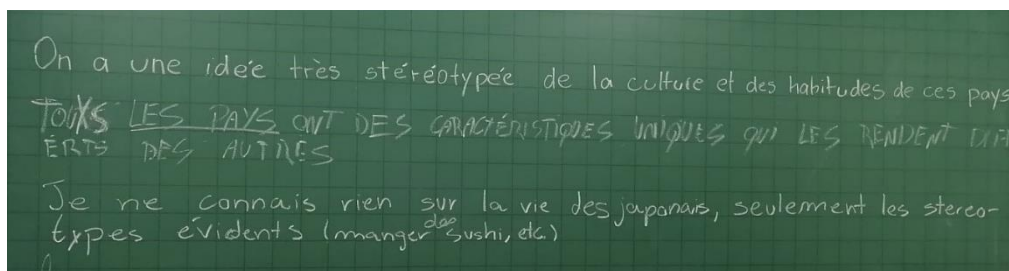 On a une idée très stéréotypée de la culture et des habitudes de ces pays
LES PAYS ONT DES CARACTÉRISTIQUES UNIQUES QUI LES RENDENT
DES AUTRES
Je ne connais rien sur la vie des japonais, seulement les stereo-
types évidents (manger des sushi, etc.)